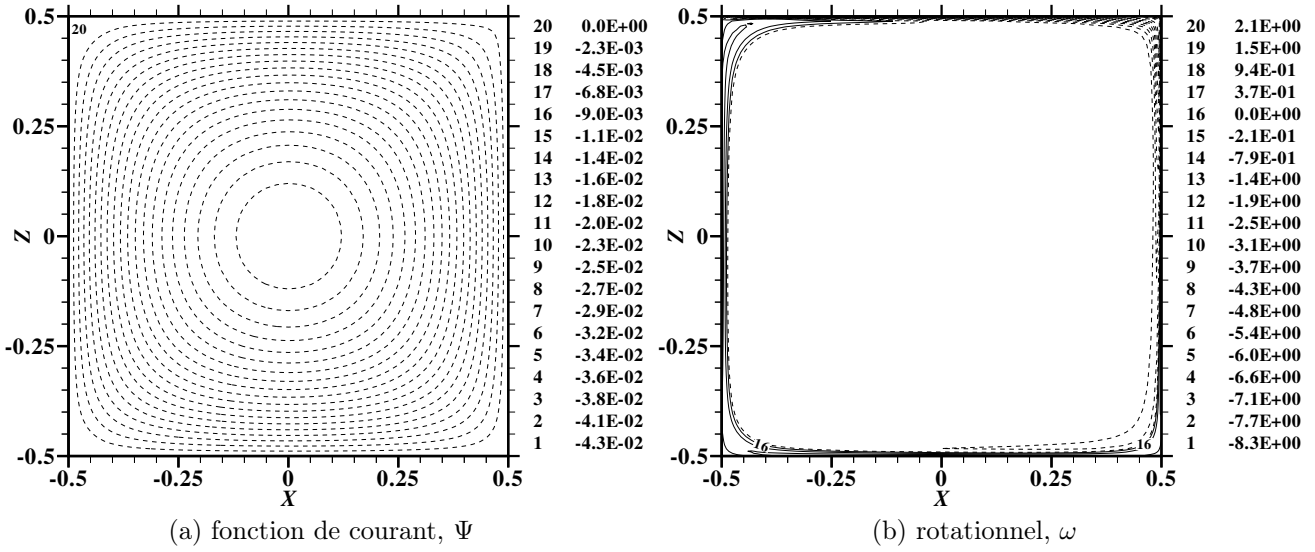 0.5
0.25
0
-0.25
-0.5
Z
20
-0.5 -0.25 0 0.25 0.5
X
20 0.0E+00
19 -2.3E-03
18 -4.5E-03
17 -6.8E-03
16 -9.0E-03
15 -1.1E-02
14 -1.4E-02
13 -1.6E-02
12 -1.8E-02
11 -2.0E-02
10 -2.3E-02
9 -2.5E-02
8 -2.7E-02
7 -2.9E-02
6 -3.2E-02
5 -3.4E-02
4 -3.6E-02
3 -3.8E-02
2 -4.1E-02
1 -4.3E-02
(a) fonction de courant, Ψ
0.5
0.25
0
-0.25
-0.5
Z
16 16
-0.5 -0.25 0 0.25 0.5
X
20 2.1E+00
19 1.5E+00
18 9.4E-01
17 3.7E-01
16 0.0E+00
15 -2.1E-01
14 -7.9E-01
13 -1.4E+00
12 -1.9E+00
11 -2.5E+00
10 -3.1E+00
9 -3.7E+00
8 -4.3E+00
7 -4.8E+00
6 -5.4E+00
5 -6.0E+00
4 -6.6E+00
3 -7.1E+00
2 -7.7E+00
1 -8.3E+00
(b) rotationnel, ω